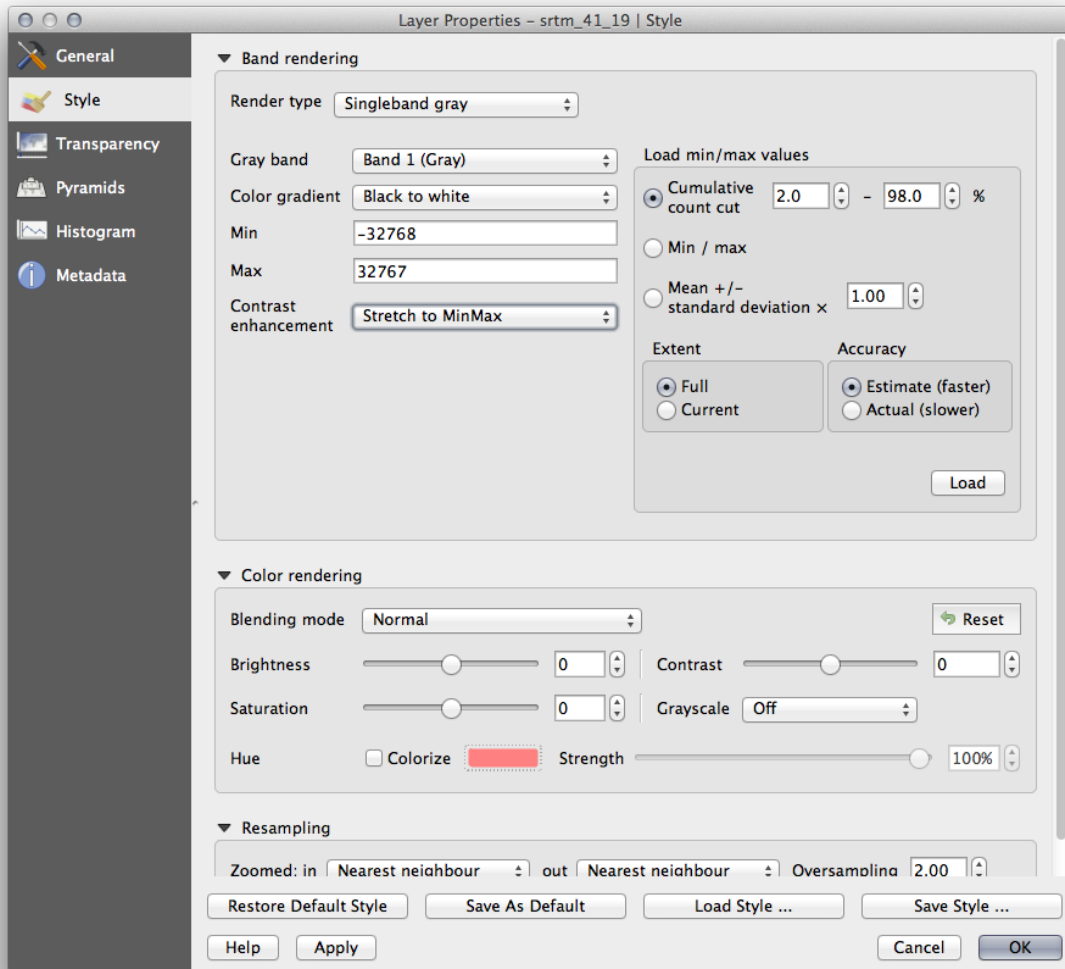 Layer Properties – srtm_41_19 | Style
General
Style
Transparency
Pyramids
Histogram
Metadata
Band rendering
Render type Singleband gray
Gray band Band 1 (Gray)
Color gradient Black to white
Min -32768
Max 32767
Contrast
enhancement Stretch to MinMax
Load min/max values
Cumulative
count cut 2.0 – 98.0 %
Min / max
Mean +/-
standard deviation × 1.00
Extent
Full
Current
Accuracy
Estimate (faster)
Actual (slower)
Load
Color rendering
Blending mode Normal Reset
Brightness 0 Contrast 0
Saturation 0 Grayscale Off
Hue Colorize Strength 100%
Resampling
Zoomed: in Nearest neighbour out Nearest neighbour Oversampling 2.00
Restore Default Style Save As Default Load Style ... Save Style ...
Help Apply Cancel OK